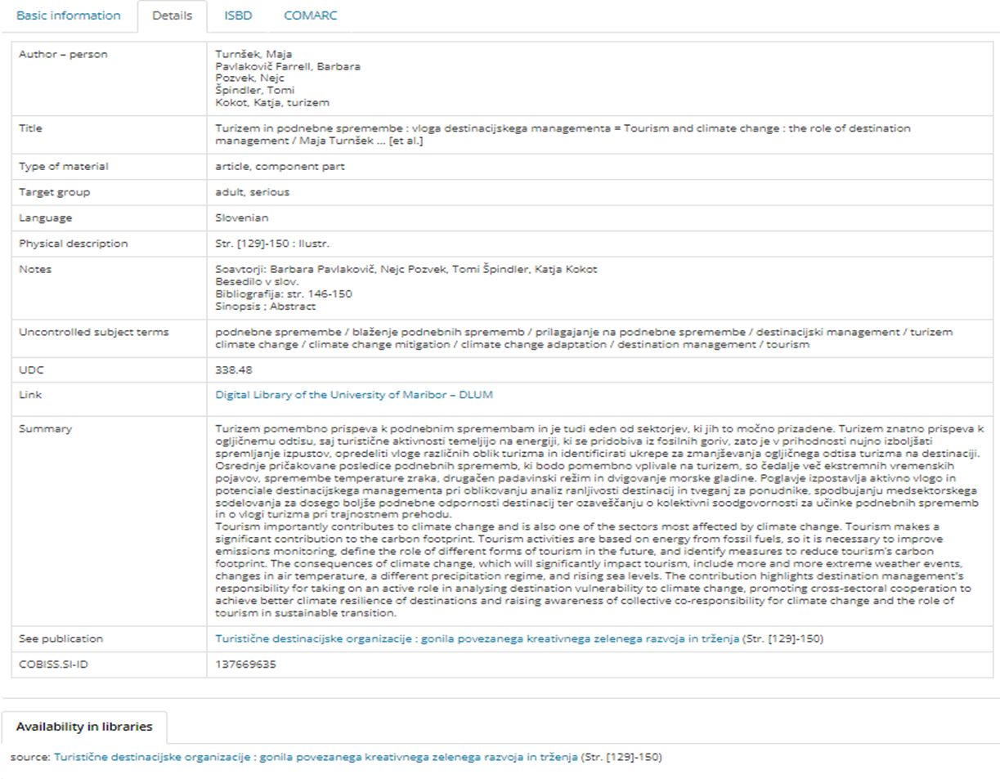 Basic information Details ISBD COMARC
Author – person Turnšek, Maja
Pavlakovič Farrell, Barbara
Pozvek, Nejc
Špindler, Tomi
Kokot, Katja, turizem
Title Turizem in podnebne spremembe : vloga destinacijskega managementa = Tourism and climate change : the role of destination
management / Maja Turnšek ... [et al.]
Type of material article, component part
Target group adult, serious
Language Slovenian
Physical description Str. [129]-150 : Ilustr.
Notes Soavtorji: Barbara Pavlakovič, Nejc Pozvek, Tomi Špindler, Katja Kokot
Besedilo v slov.
Bibliografija: str. 146-150
Sinopsis ; Abstract
Uncontrolled subject terms podnebne spremembe / blaženje podnebnih sprememb / prilagajanje na podnebne spremembe / destinacijski management / turizem
climate change / climate change mitigation / climate change adaptation / destination management / tourism
UDC 338.48
Link Digital Library of the University of Maribor – DLUM
Summary Turizem pomembno prispeva k podnebnim spremembam in je tudi eden od sektorjev, ki jih to močno prizadene. Turizem znatno prispeva k
ogljičnemu odtisu, saj turistične aktivnosti temeljijo na energiji, ki se pridobiva iz fosilnih goriv, zato je v prihodnosti nujno izboljšati
spremljanje izpustov, opredeliti vloge različnih oblik turizma in identificirati ukrepe za zmanjševanja ogljičnega odtisa turizma na destinaciji.
Osrednje pričakovane posledice podnebnih sprememb, ki bodo pomembno vplivale na turizem, so čedalje več ekstremnih vremenskih
pojavov, spremembe temperature zraka, drugačen padavinski režim in dvigovanje morske gladine. Poglavje izpostavlja aktivno vlogo in
potenciale destinacijskega managementa pri oblikovanju analiz ranljivosti destinacij in tveganj za ponudnike, spodbujanju medsektorskega
sodelovanja za dosego boljše podnebne odpornosti destinacij ter ozaveščanju o kolektivni soodgovornosti za učinke podnebnih sprememb
in o vlogi turizma pri trajnostnem prehodu.
Tourism importantly contributes to climate change and is also one of the sectors most affected by climate change. Tourism makes a
significant contribution to the carbon footprint. Tourism activities are based on energy from fossil fuels, so it is necessary to improve
emissions monitoring, define the role of different forms of tourism in the future, and identify measures to reduce tourism's carbon
footprint. The consequences of climate change, which will significantly impact tourism, include more and more extreme weather events,
changes in air temperature, a different precipitation regime, and rising sea levels. The contribution highlights destination management's
responsibility for taking on an active role in analysing destination vulnerability to climate change, promoting cross-sectoral cooperation to
achieve better climate resilience of destinations and raising awareness of collective co-responsibility for climate change and the role of
tourism in sustainable transition.
See publication Turistične destinacijske organizacije : gonila povezanega kreativnega zelenega razvoja in trženja (Str. [129]-150)
COBISS.SI-ID 137669635
Availability in libraries
source: Turistične destinacijske organizacije : gonila povezanega kreativnega zelenega razvoja in trženja (Str. [129]-150)